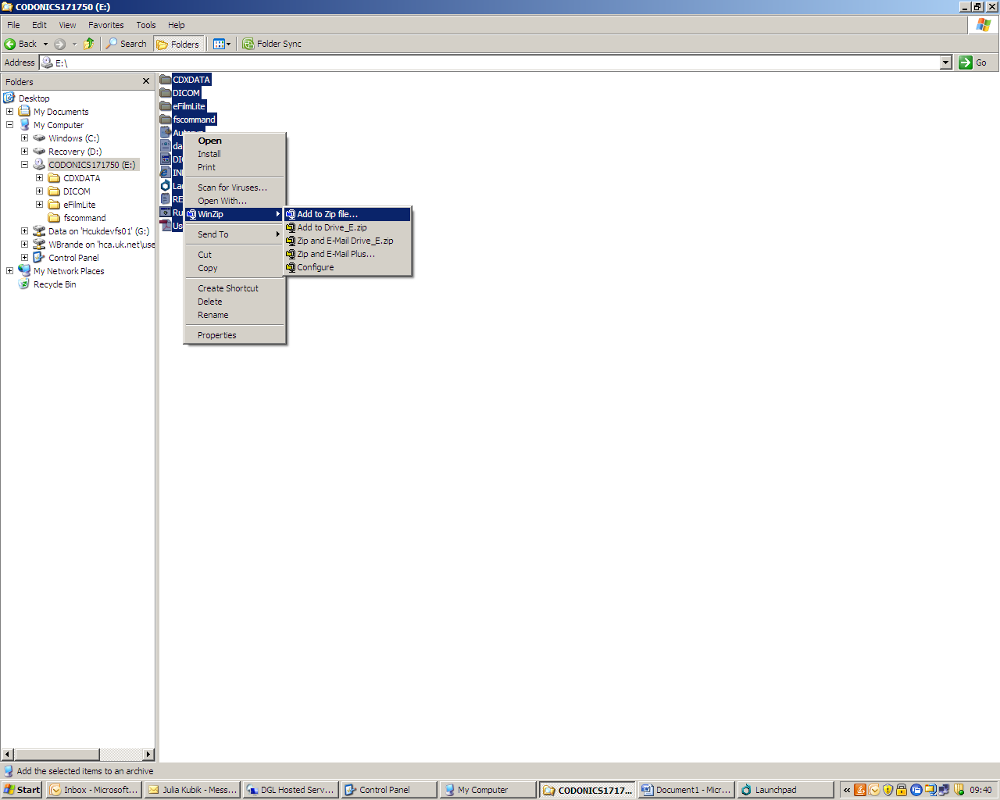 CODONICS171750 (E:)
File Edit View Favorites Tools Help
Back Search Folders Folder Sync
Address E:\ Go
Folders
Desktop
My Documents
My Computer
Windows (C:)
Recovery (D:)
CODONICS171750 (E:)
CDXDATA
DICOM
eFilmLite
fscommand
Data on 'Hcukdevfs01' (G:)
WBrande on 'hca.uk.net\use
Control Panel
My Network Places
Recycle Bin
CDXDATA
DICOM
eFilmLite
fscommand
da
INI
RE
Ru
Us
Open
Install
Print
Scan for Viruses...
Open With...
WinZip
Send To
Cut
Copy
Create Shortcut
Delete
Rename
Properties
Add to Zip file...
Add to Drive_E.zip
Zip and E-Mail Drive_E.zip
Zip and E-Mail Plus...
Configure
Add the selected items to an archive
Start Inbox - Microsoft... Julia Kubik - Mess... DGL Hosted Serv... Control Panel My Computer CODONICS1717... Document1 - Micr... Launchpad « 09:40